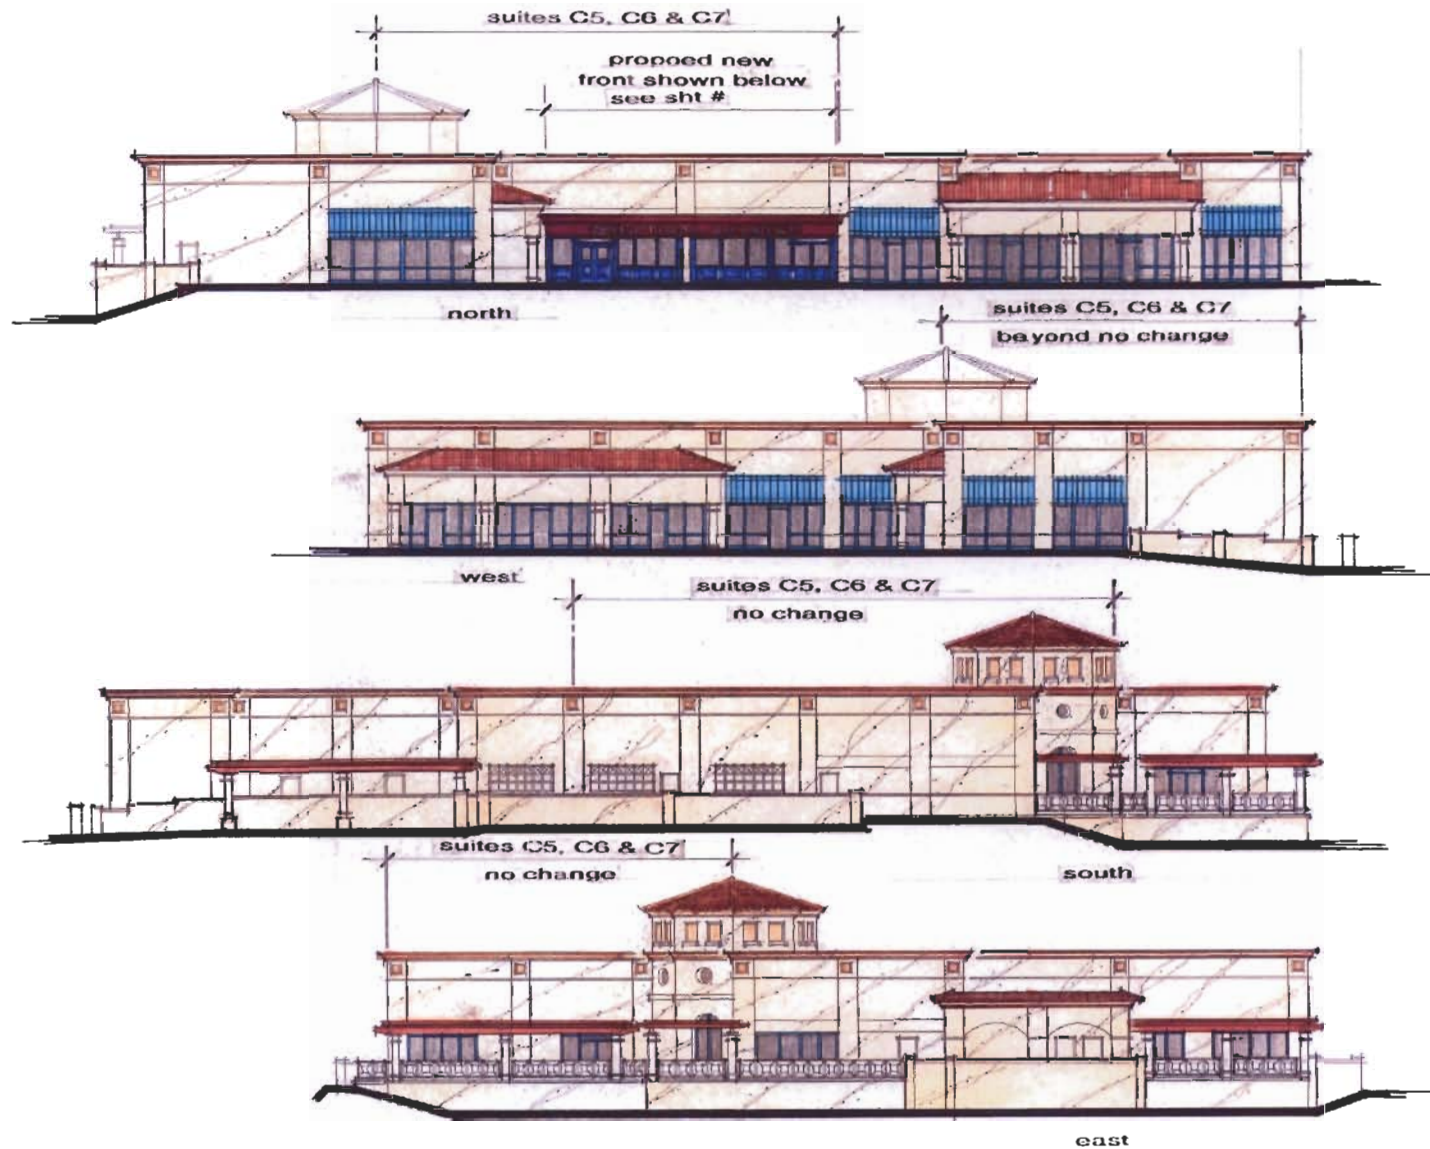 suites C5, C6 & C7
propoed new
front shown below
see sht #
north
suites C5, C6 & C7
beyond no change
west
suites C5, C6 & C7
no change
suites C5, C6 & C7
no change
south
east